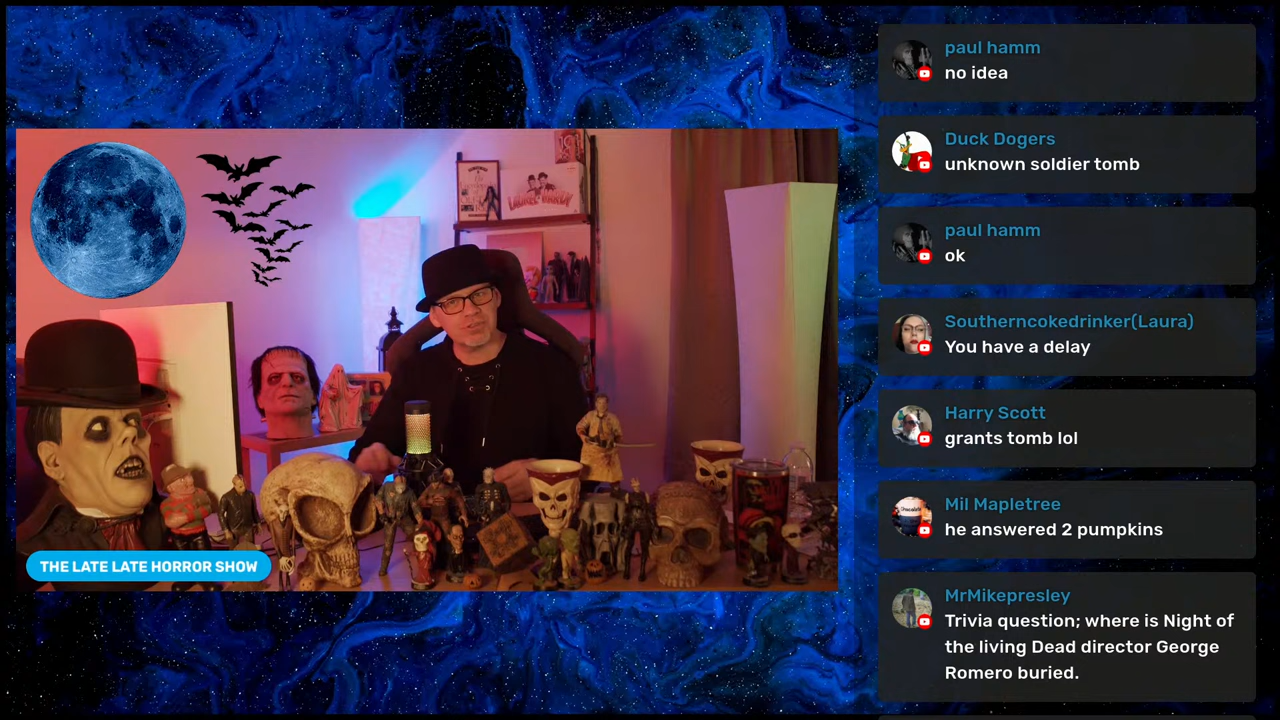 paul hamm
no idea
Duck Dogers
unknown soldier tomb
paul hamm
ok
Southerncokedrinker(Laura)
You have a delay
Harry Scott
grants tomb lol
Mil Mapletree
he answered 2 pumpkins
MrMikepresley
Trivia question; where is Night of
the living Dead director George
Romero buried.
THE LATE LATE HORROR SHOW